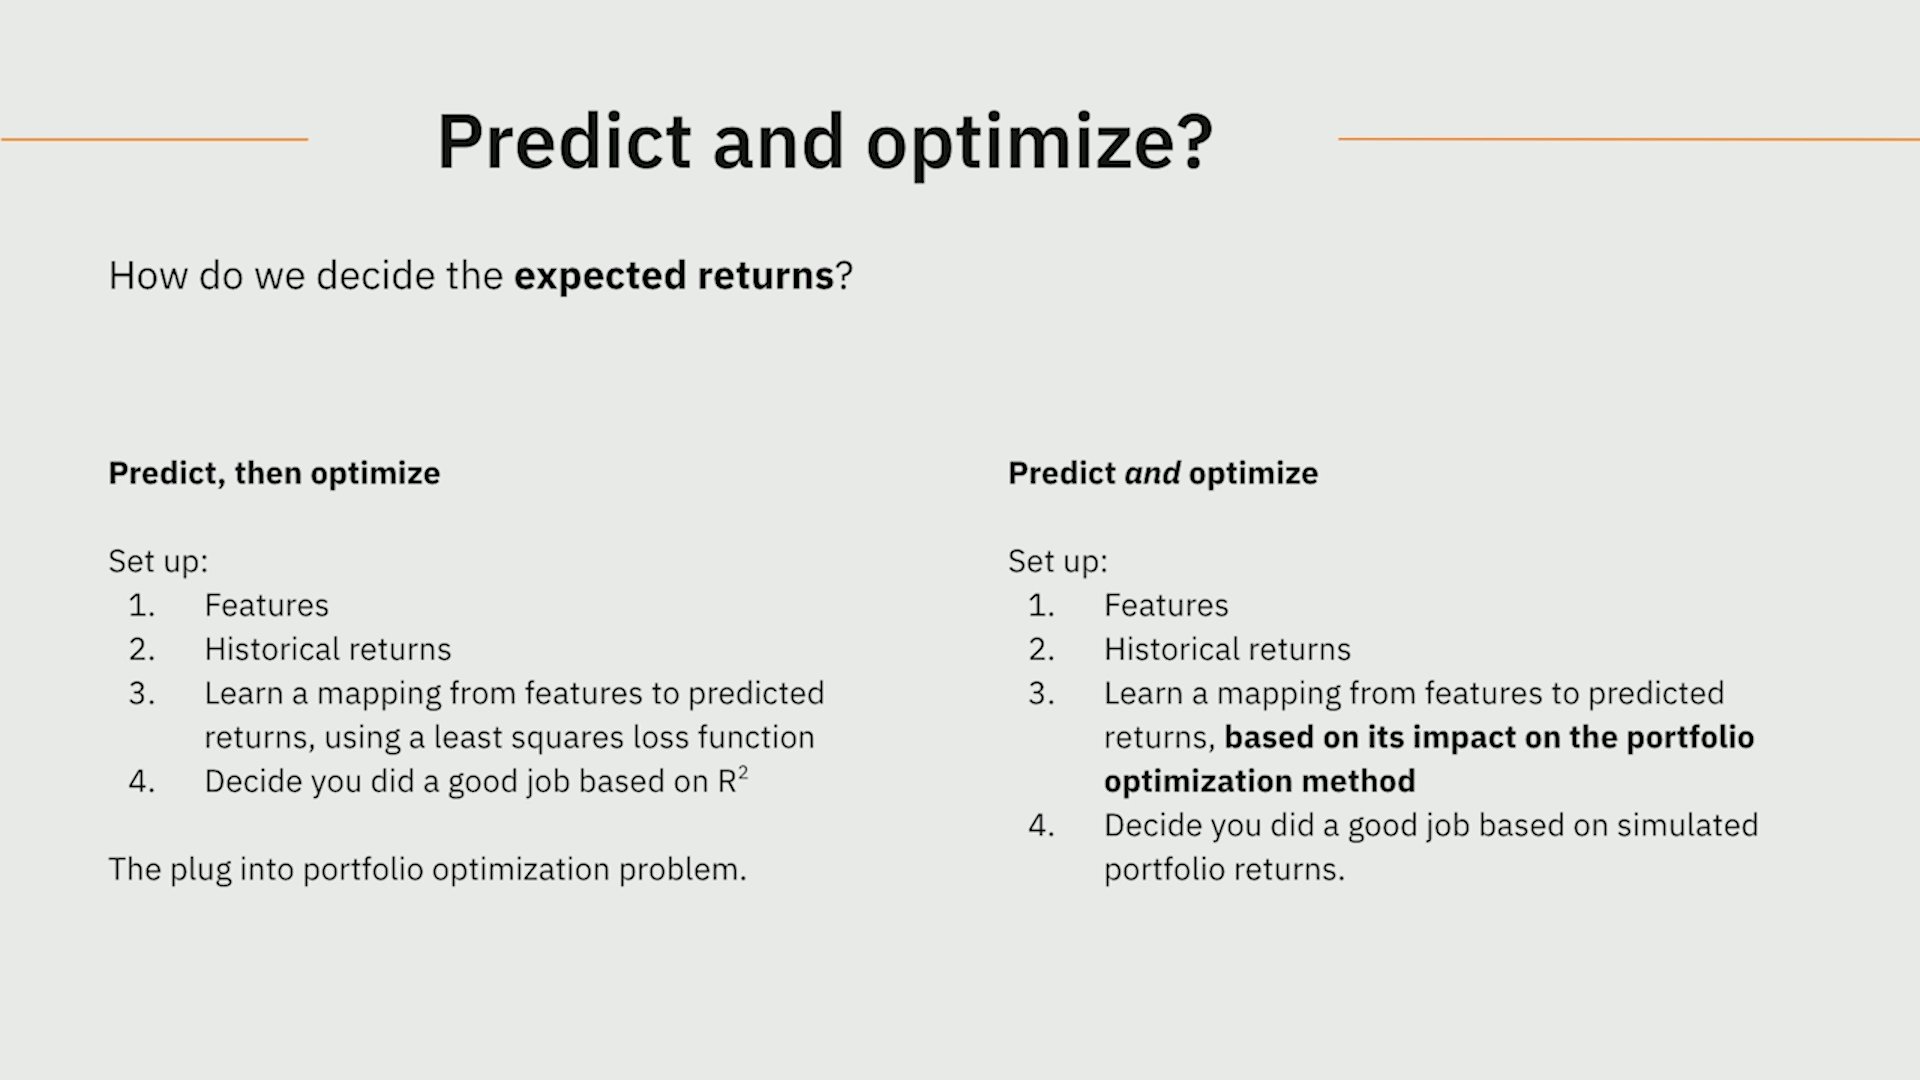 Predict and optimize?
How do we decide the expected returns?
Predict, then optimize
Set up:
1. Features
2. Historical returns
3. Learn a mapping from features to predicted
returns, using a least squares loss function
4. Decide you did a good job based on R²
The plug into portfolio optimization problem.
Predict and optimize
Set up:
1. Features
2. Historical returns
3. Learn a mapping from features to predicted
returns, based on its impact on the portfolio
optimization method
4. Decide you did a good job based on simulated
portfolio returns.